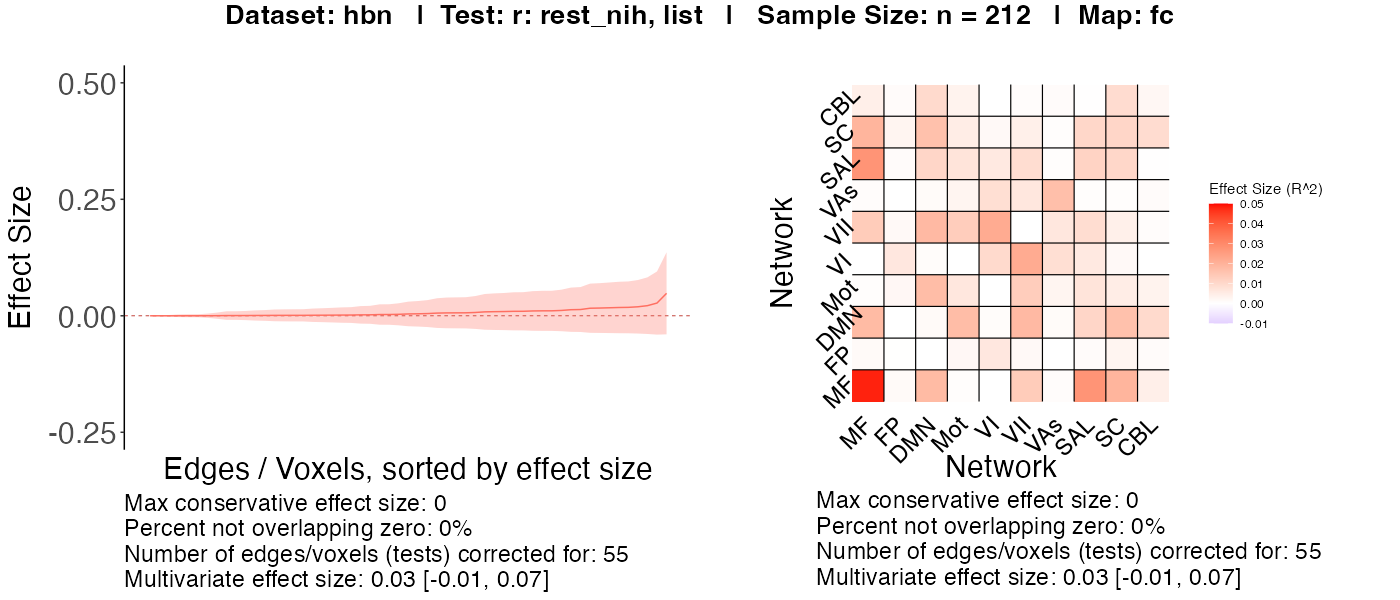 Dataset: hbn | Test: r: rest_nih, list | Sample Size: n = 212 | Map: fc
Effect Size
0.50
0.25
0.00
-0.25
Edges / Voxels, sorted by effect size
Max conservative effect size: 0
Percent not overlapping zero: 0%
Number of edges/voxels (tests) corrected for: 55
Multivariate effect size: 0.03 [-0.01, 0.07]
Network
CBL
SC
SAL
VAs
VII
VI
Mot
DMN
FP
MF
MF FP DMN Mot VI VII VAs SAL SC CBL
Network
Effect Size (R^2)
0.05
0.04
0.03
0.02
0.01
0.00
-0.01
Max conservative effect size: 0
Percent not overlapping zero: 0%
Number of edges/voxels (tests) corrected for: 55
Multivariate effect size: 0.03 [-0.01, 0.07]